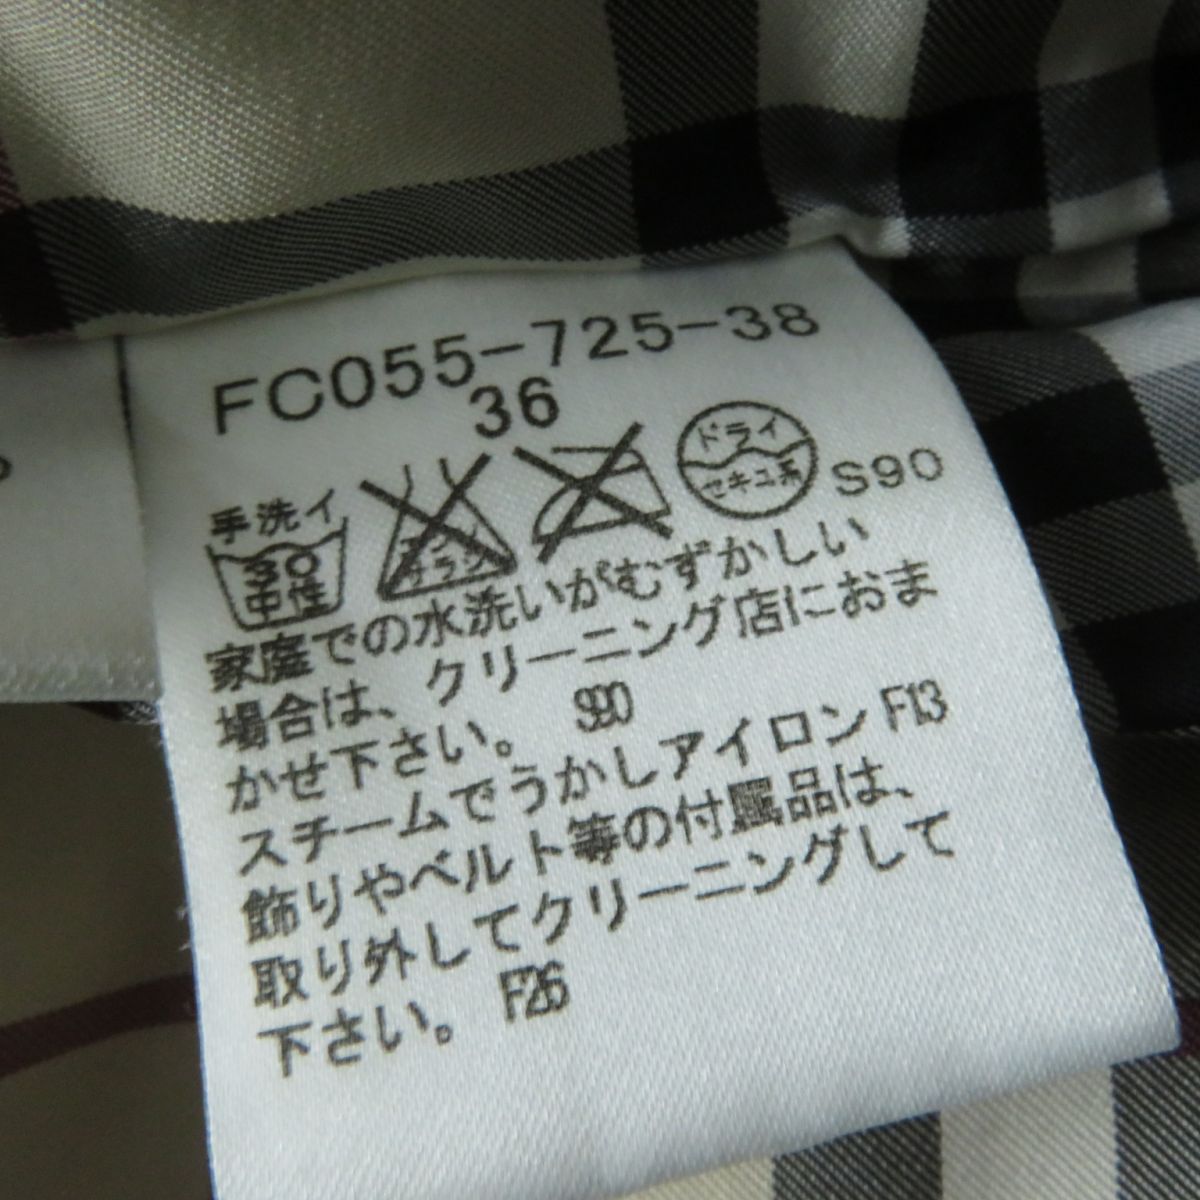 FC055-725-38
36
手洗イ
30
中性
ドライ
セキユ系
S90
家庭での水洗いがむずかしい
場合は、クリーニング店におま
かせ下さい。 S90
スチームでうかしアイロン F13
飾りやベルト等の付属品は、
取り外してクリーニングして
下さい。 F26